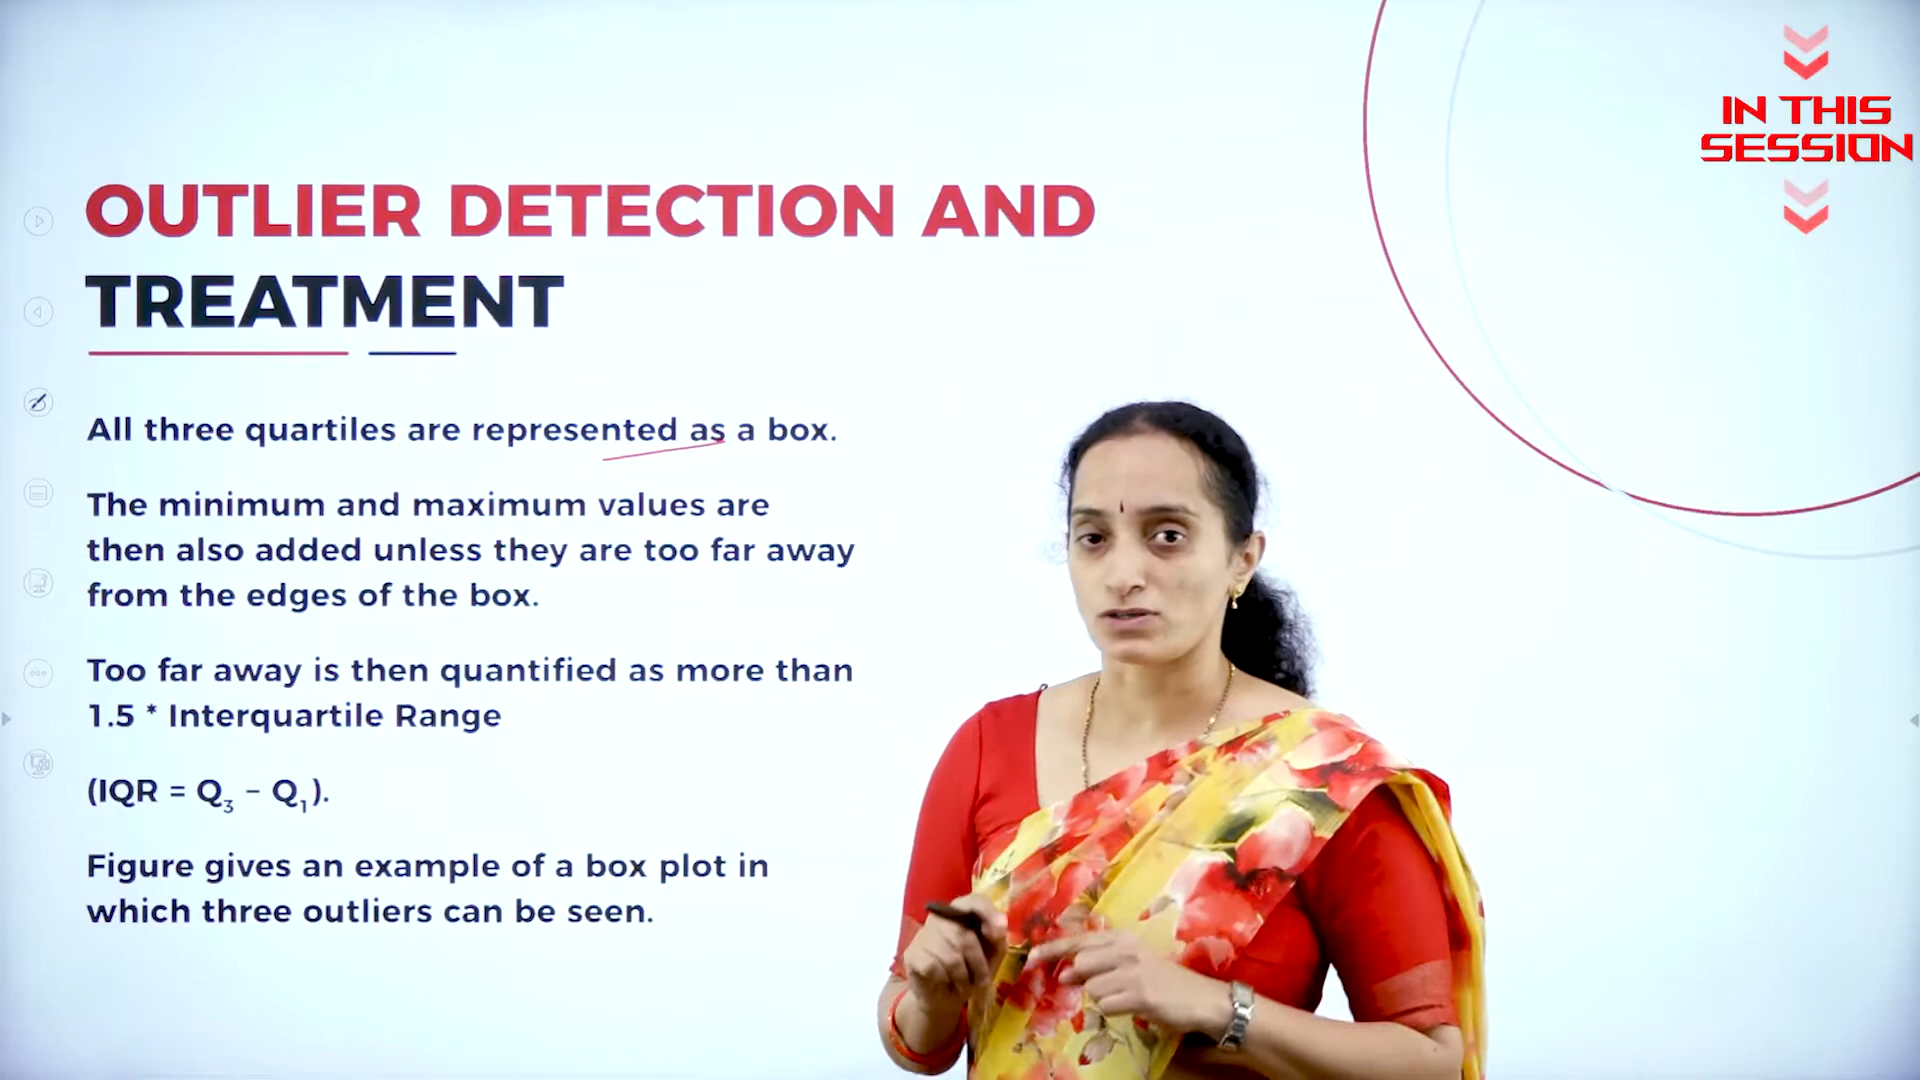 IN THIS
SESSION
OUTLIER DETECTION AND
TREATMENT
All three quartiles are represented as a box.
The minimum and maximum values are
then also added unless they are too far away
from the edges of the box.
Too far away is then quantified as more than
1.5 * Interquartile Range
(IQR = Q₃ – Q₁).
Figure gives an example of a box plot in
which three outliers can be seen.